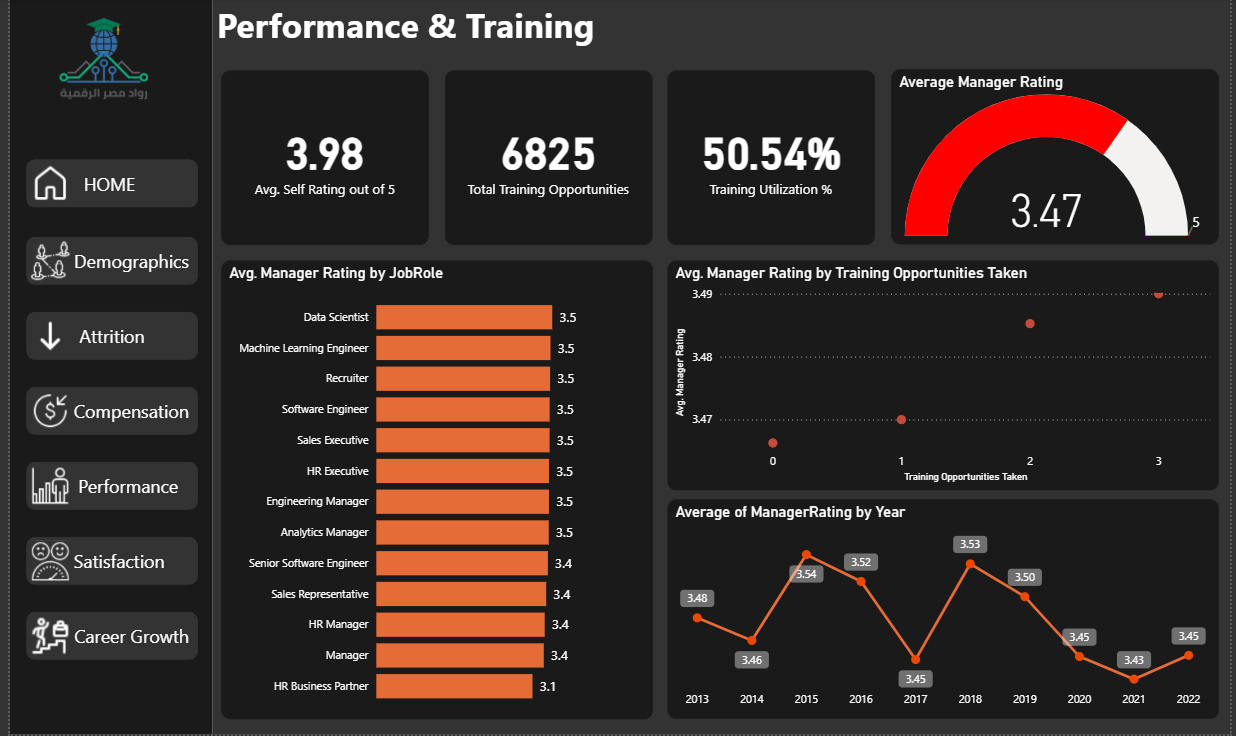 رواد مصر الرقمية
HOME
Demographics
Attrition
Compensation
Performance
Satisfaction
Career Growth
Performance & Training
3.98
Avg. Self Rating out of 5
6825
Total Training Opportunities
50.54%
Training Utilization %
Average Manager Rating
3.47
5
Avg. Manager Rating by JobRole
Data Scientist 3.5
Machine Learning Engineer 3.5
Recruiter 3.5
Software Engineer 3.5
Sales Executive 3.5
HR Executive 3.5
Engineering Manager 3.5
Analytics Manager 3.5
Senior Software Engineer 3.4
Sales Representative 3.4
HR Manager 3.4
Manager 3.4
HR Business Partner 3.1
Avg. Manager Rating by Training Opportunities Taken
Avg. Manager Rating
3.49
3.48
3.47
0 1 2 3
Training Opportunities Taken
Average of ManagerRating by Year
3.48 3.46 3.54 3.52 3.45 3.53 3.50 3.45 3.43 3.45
2013 2014 2015 2016 2017 2018 2019 2020 2021 2022